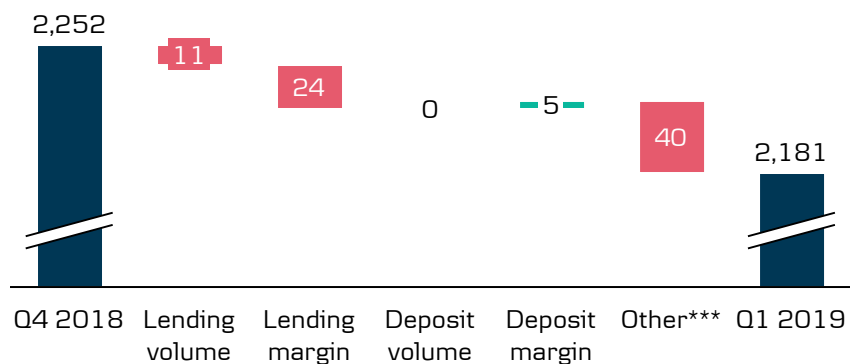 2,252
11
24
0
5
40
2,181
Q4 2018
Lending
volume
Lending
margin
Deposit
volume
Deposit
margin
Other***
Q1 2019